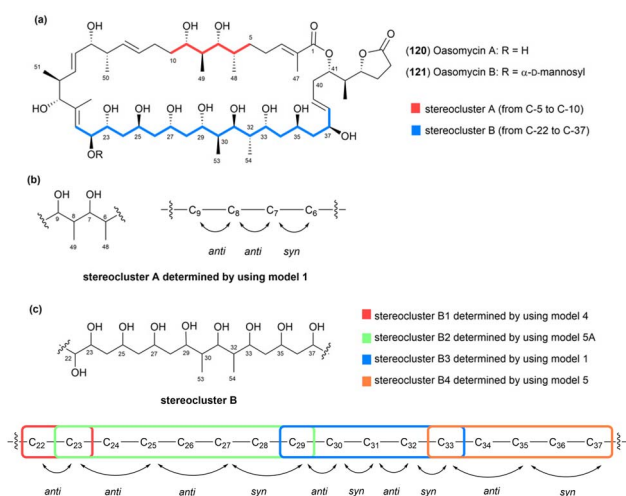 (a)
OH
OH OH
O
O
O
O
51
50
10
49
48
5
1
47
41
40
HO
OR
OH OH OH OH OH OH OH
OH
23 25 27 29 30 32 33 35 37
53 54
(120) Oasomycin A: R = H
(121) Oasomycin B: R = α-D-mannosyl
stereocluster A (from C-5 to C-10)
stereocluster B (from C-22 to C-37)
(b)
OH OH
9 8 7 6
49 48
C9 C8 C7 C6
anti anti syn
stereocluster A determined by using model 1
(c)
OH OH OH OH OH OH OH OH
22 23 25 27 29 30 32 33 35 37
OH
53 54
stereocluster B
stereocluster B1 determined by using model 4
stereocluster B2 determined by using model 5A
stereocluster B3 determined by using model 1
stereocluster B4 determined by using model 5
C22 C23 C24 C25 C26 C27 C28 C29 C30 C31 C32 C33 C34 C35 C36 C37
anti anti anti syn anti syn anti syn anti syn